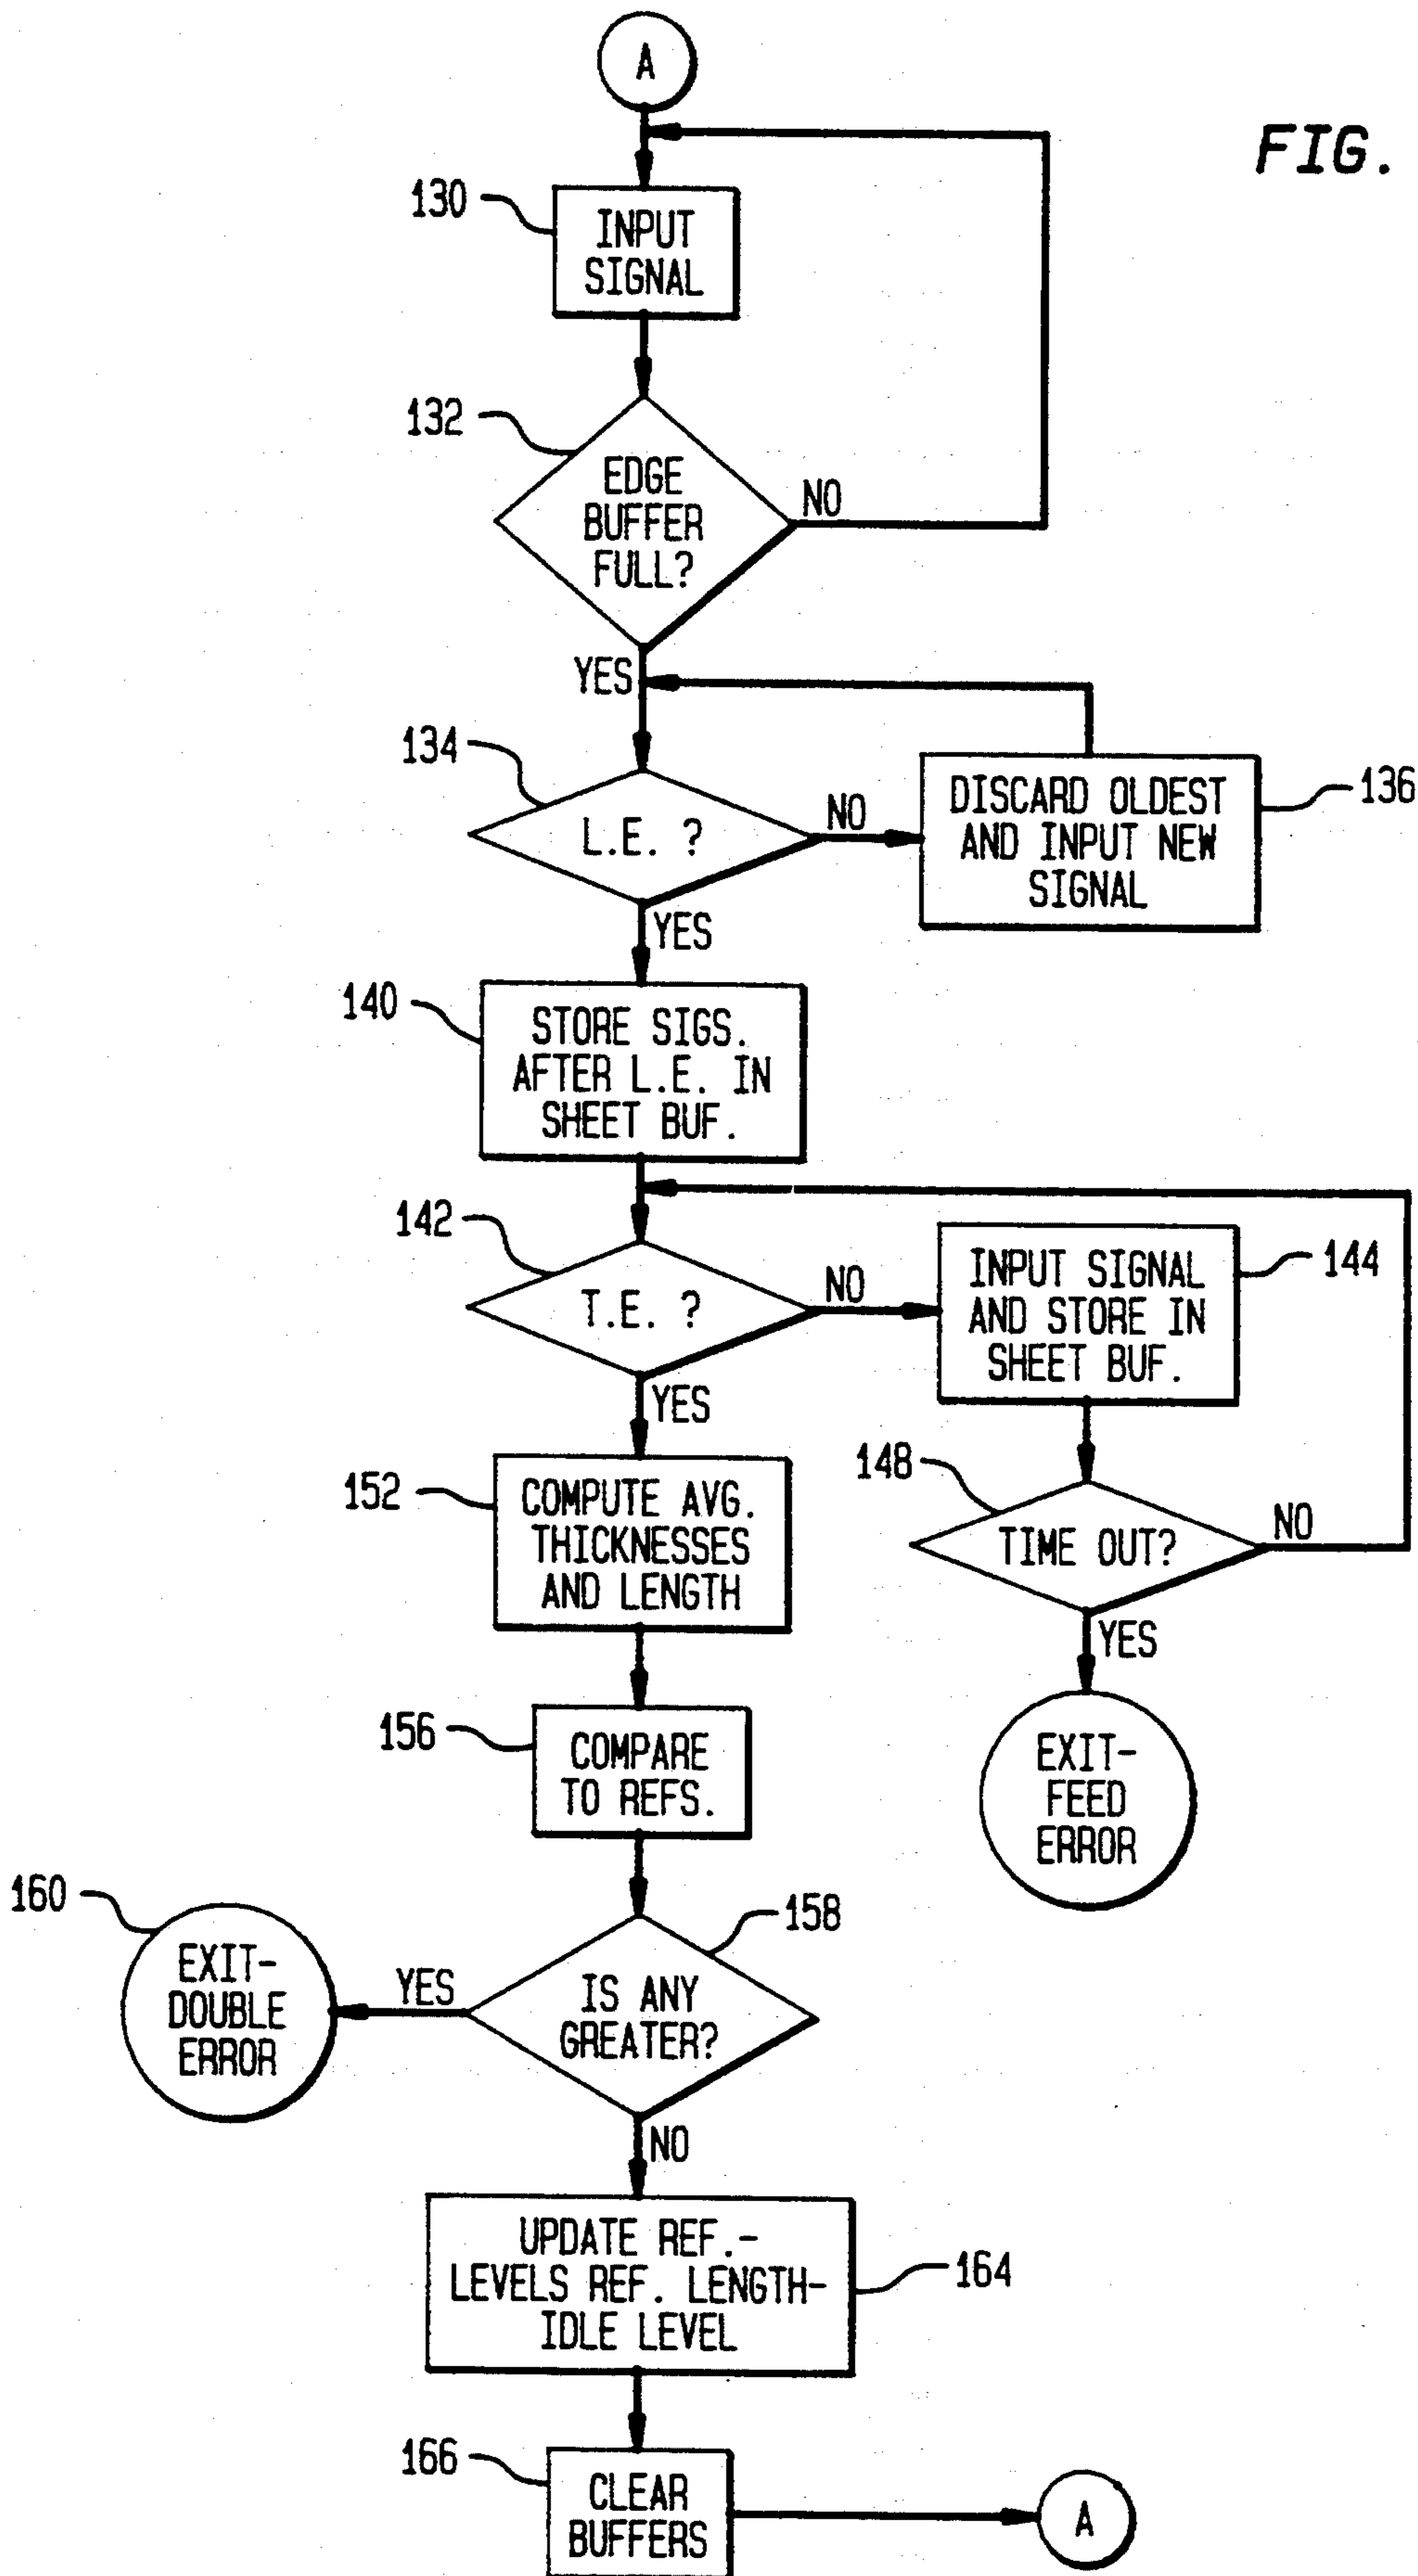 A
FIG.
130
INPUT
SIGNAL
132
EDGE
BUFFER
FULL?
NO
YES
134
L.E. ?
NO
DISCARD OLDEST
AND INPUT NEW
SIGNAL
136
YES
140
STORE SIGS.
AFTER L.E. IN
SHEET BUF.
142
T.E. ?
NO
INPUT SIGNAL
AND STORE IN
SHEET BUF.
144
YES
148
TIME OUT?
NO
YES
EXIT-
FEED
ERROR
152
COMPUTE AVG.
THICKNESSES
AND LENGTH
156
COMPARE
TO REFS.
158
IS ANY
GREATER?
YES
160
EXIT-
DOUBLE
ERROR
NO
UPDATE REF.-
LEVELS REF. LENGTH-
IDLE LEVEL
164
166
CLEAR
BUFFERS
A